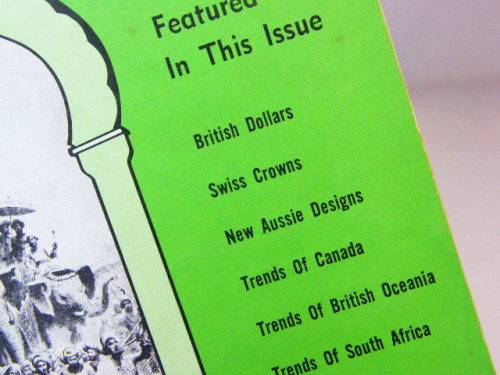 Featured
In This Issue
British Dollars
Swiss Crowns
New Aussie Designs
Trends Of Canada
Trends Of British Oceania
Trends Of South Africa